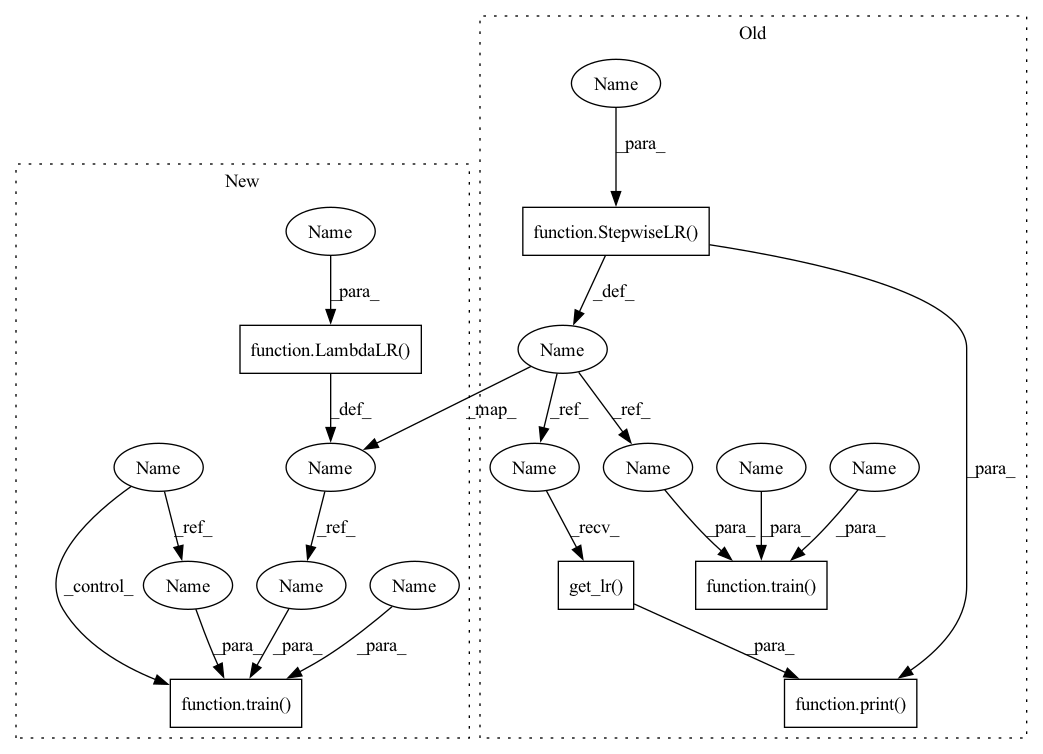 Old
Name
_para_
New
Name
function.StepwiseLR()
_para_
_def_
function.LambdaLR()
Name
_def_
_map_
_ref_
_ref_
Name
Name
Name
Name
Name
Name
_para_
_ref_
_ref_
_recv_
_para_
_para_
_para_
_control_
Name
Name
Name
get_lr()
function.train()
_para_
_para_
_para_
_para_
function.train()
function.print()